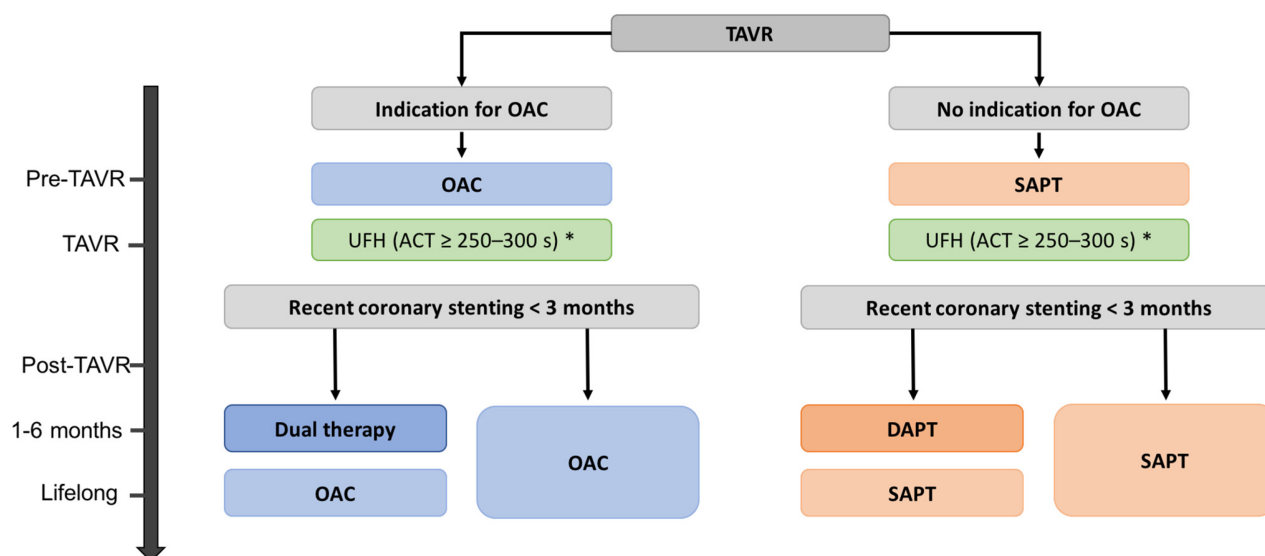 TAVR
Indication for OAC
No indication for OAC
Pre-TAVR
OAC
SAPT
TAVR
UFH (ACT ≥ 250–300 s) *
UFH (ACT ≥ 250–300 s) *
Recent coronary stenting < 3 months
Recent coronary stenting < 3 months
Post-TAVR
1-6 months
Dual therapy
OAC
DAPT
SAPT
Lifelong
OAC
SAPT